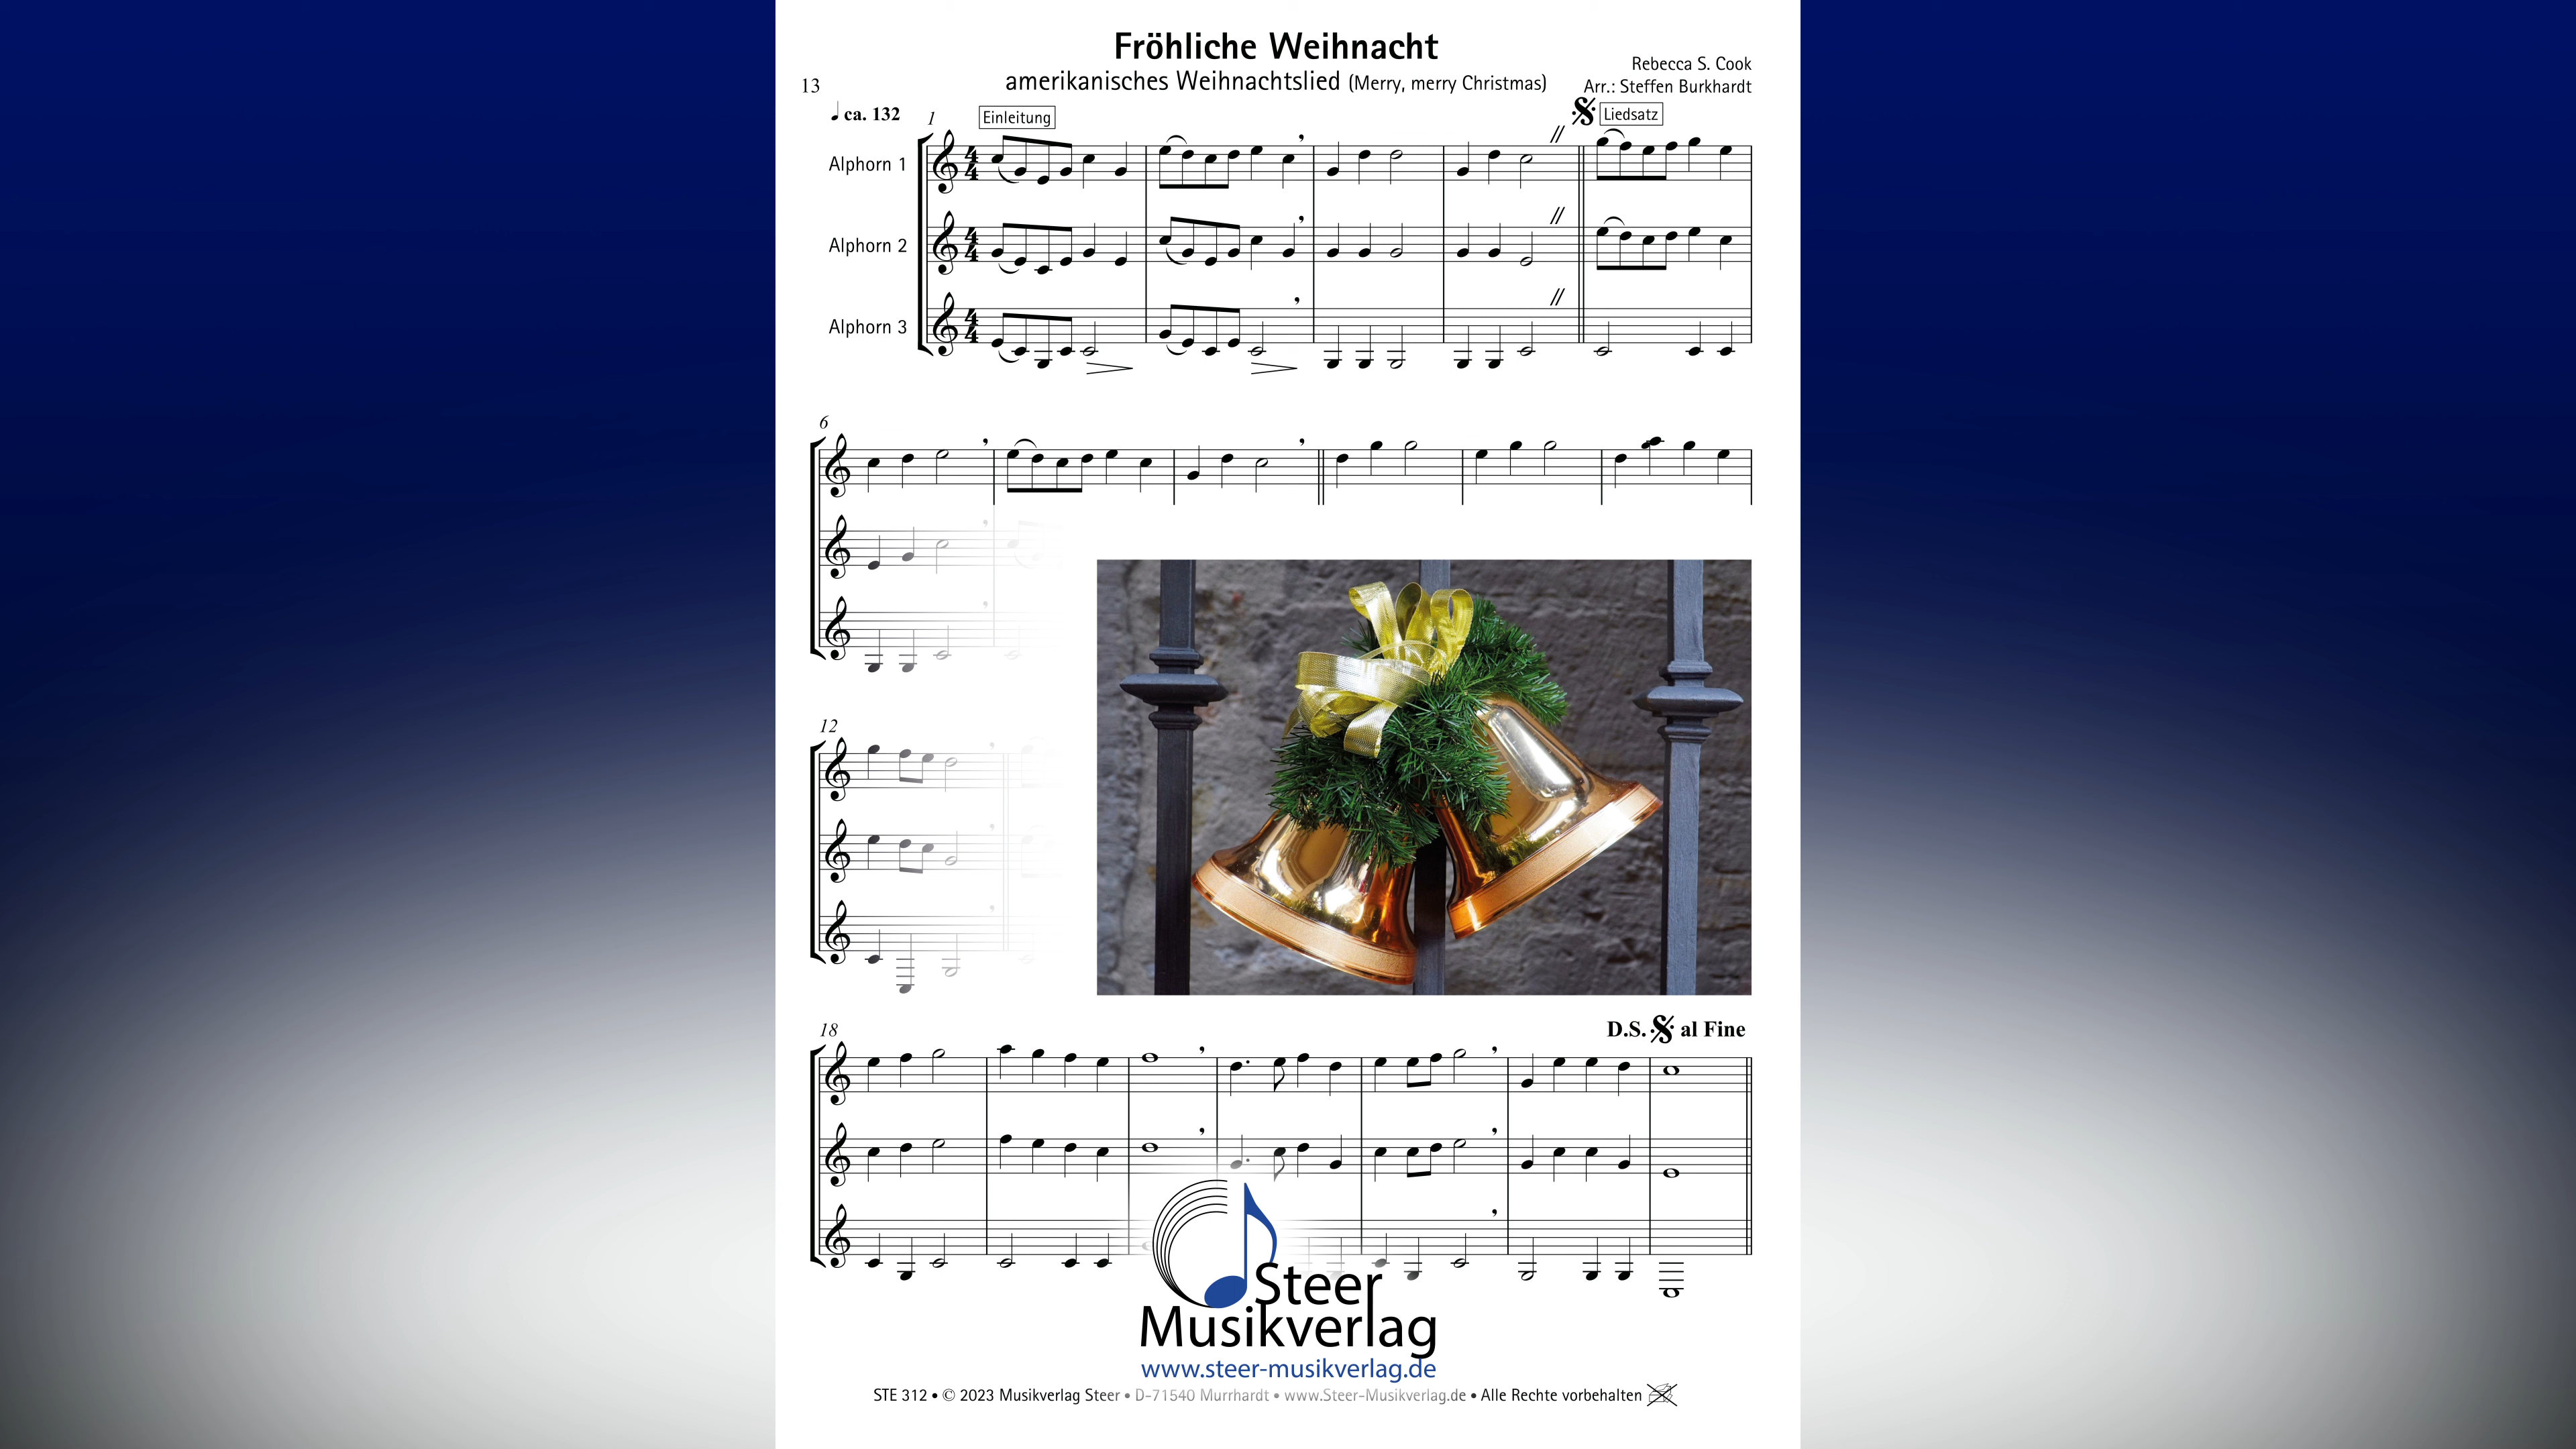 Fröhliche Weihnacht
amerikanisches Weihnachtslied (Merry, merry Christmas)
Rebecca S. Cook
Arr.: Steffen Burkhardt
13
ca. 132
1
Einleitung
Liedsatz
Alphorn 1
Alphorn 2
Alphorn 3
6
12
18
D.S. al Fine
Steer
Musikverlag
www.steer-musikverlag.de
STE 312 • © 2023 Musikverlag Steer • D-71540 Murrhardt • www.Steer-Musikverlag.de • Alle Rechte vorbehalten